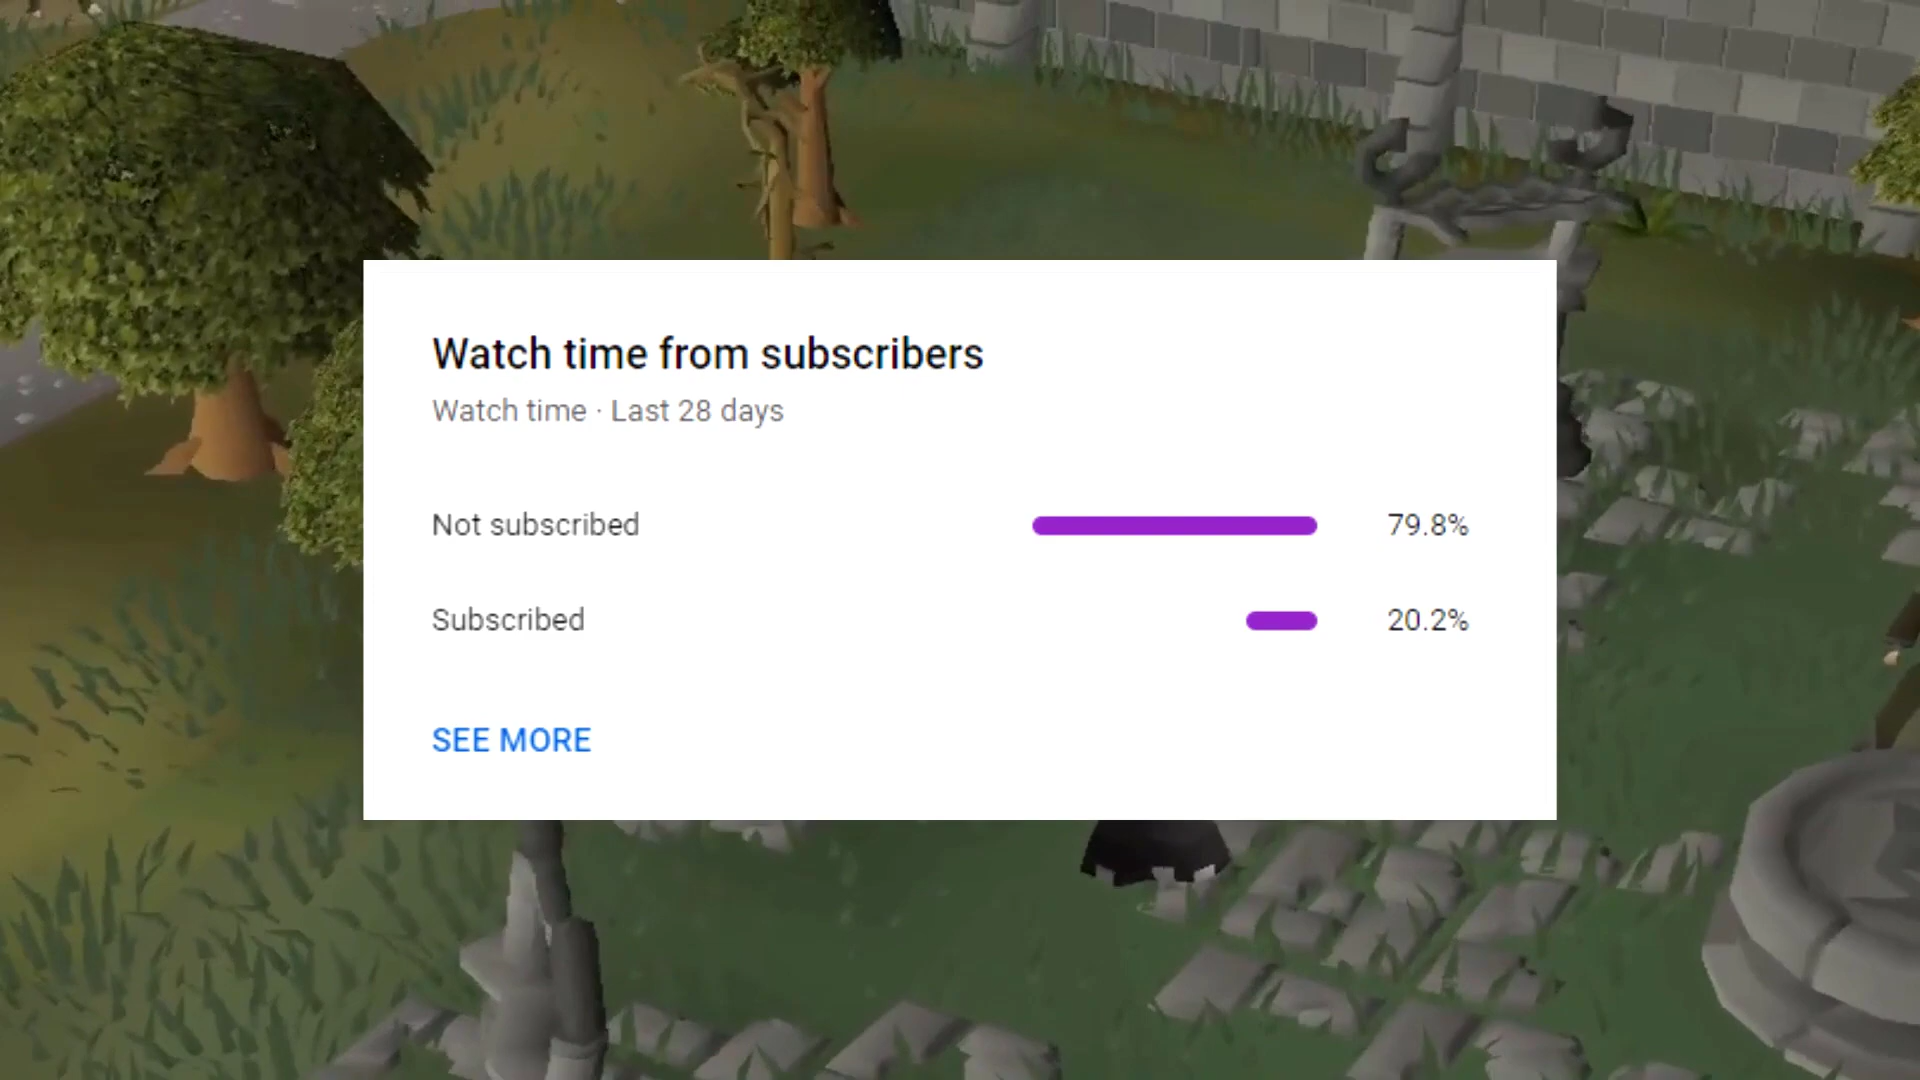 Watch time from subscribers
Watch time · Last 28 days
Not subscribed 79.8%
Subscribed 20.2%
SEE MORE